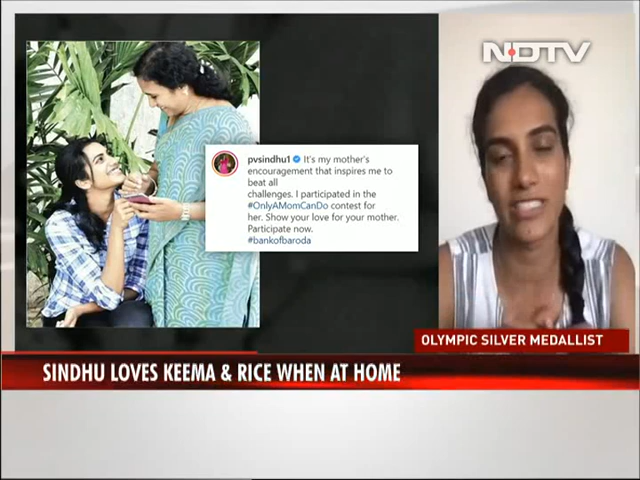 NDTV
pvsindhu1 It's my mother's
encouragement that inspires me to
beat all
challenges. I participated in the
#OnlyAMomCanDo contest for
her. Show your love for your mother.
Participate now.
#bankofbaroda
OLYMPIC SILVER MEDALLIST
SINDHU LOVES KEEMA & RICE WHEN AT HOME